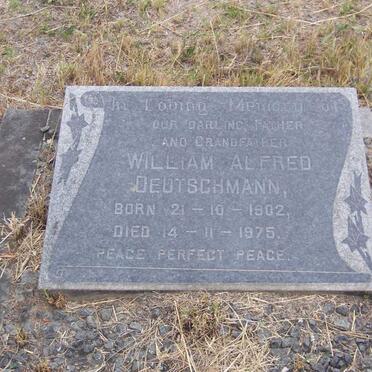 In Loving Memory of
our darling Father
and Grandfather
William Alfred
Deutschmann,
Born 21-10-1902,
Died 14-11-1975.
Peace Perfect Peace.